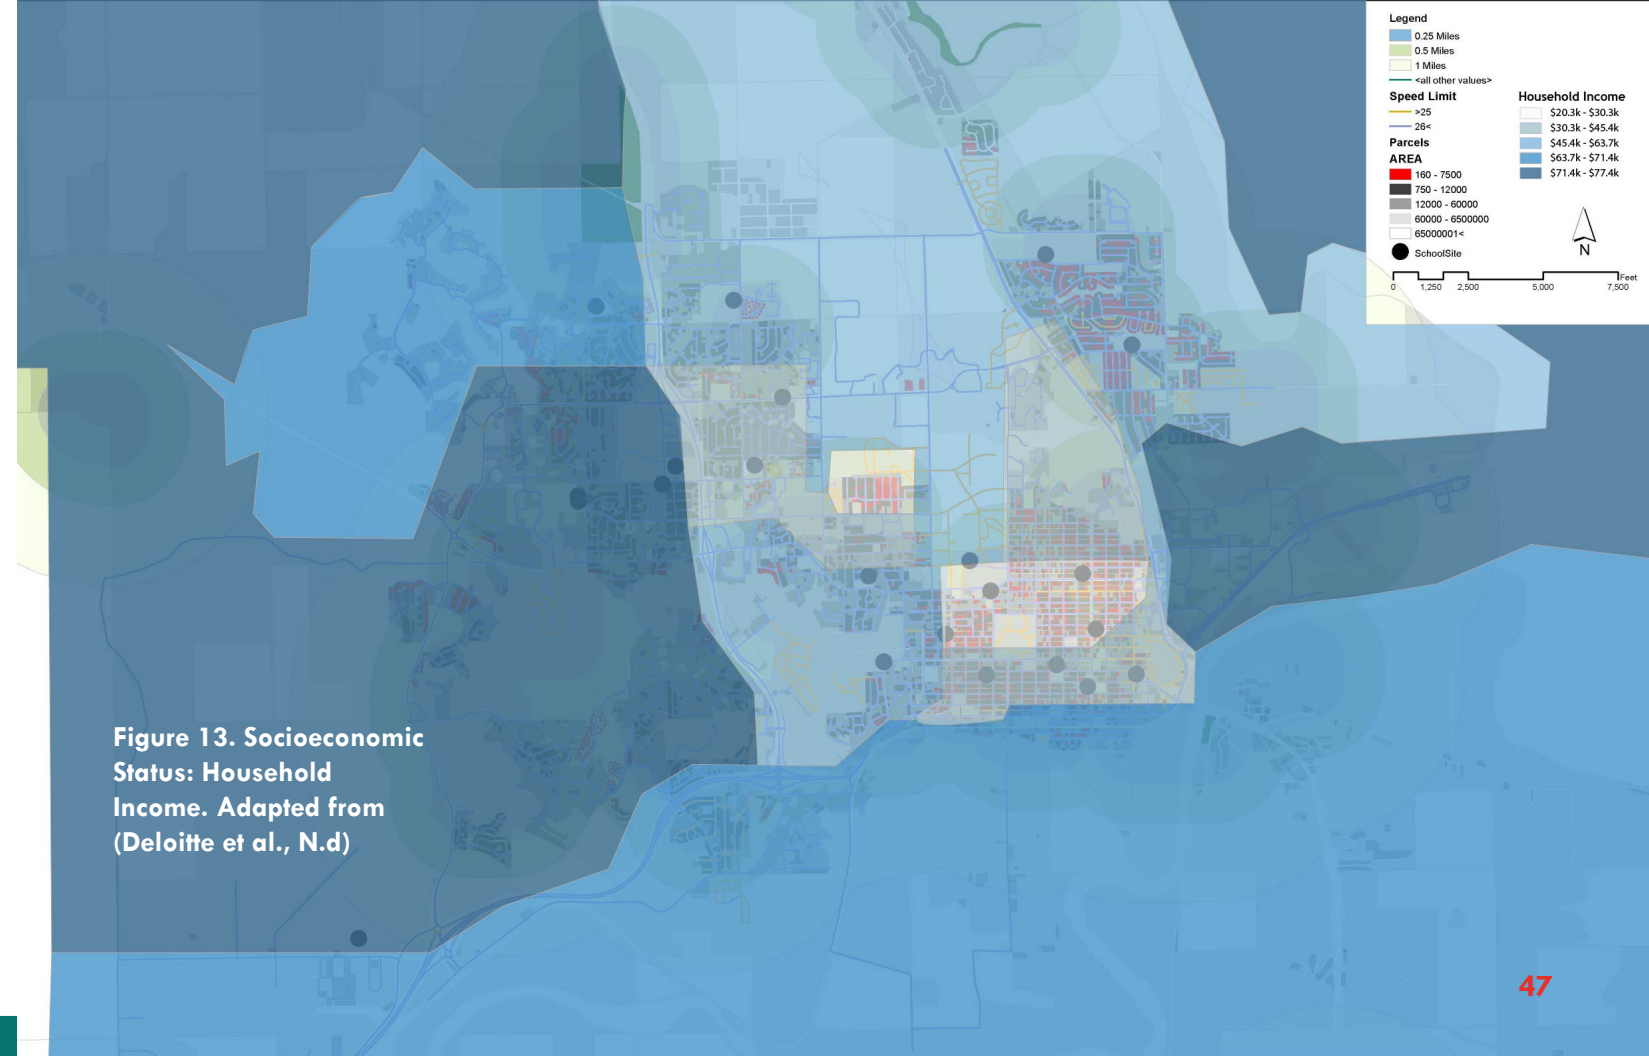 Legend
0.25 Miles
0.5 Miles
1 Miles
<all other values>
Speed Limit
>25
26<
Parcels
AREA
160 - 7500
750 - 12000
12000 - 60000
60000 - 6500000
65000001<
SchoolSite
Household Income
$20.3k - $30.3k
$30.3k - $45.4k
$45.4k - $63.7k
$63.7k - $71.4k
$71.4k - $77.4k
N
Feet
0 1,250 2,500 5,000 7,500
Figure 13. Socioeconomic
Status: Household
Income. Adapted from
(Deloitte et al., N.d)
47